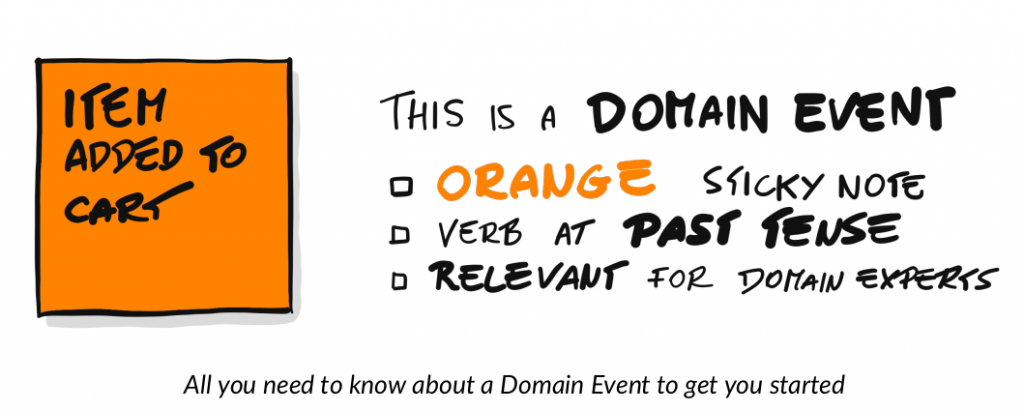 ITEM
ADDED TO
CART
THIS IS A DOMAIN EVENT
ORANGE STICKY NOTE
VERB AT PAST TENSE
RELEVANT FOR DOMAIN EXPERTS
All you need to know about a Domain Event to get you started